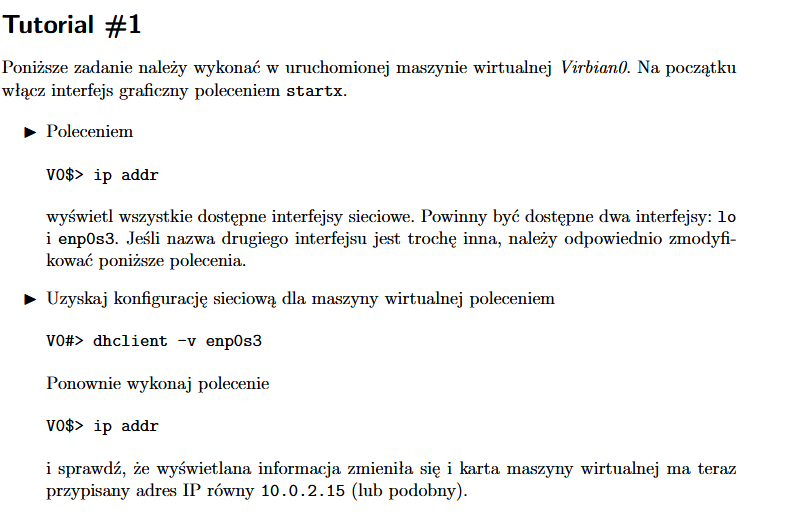 Tutorial #1
Poniższe zadanie należy wykonać w uruchomionej maszynie wirtualnej Virbian0. Na początku
włącz interfejs graficzny poleceniem startx.
► Poleceniem
V0$> ip addr
wyświetl wszystkie dostępne interfejsy sieciowe. Powinny być dostępne dwa interfejsy: lo
i enp0s3. Jeśli nazwa drugiego interfejsu jest trochę inna, należy odpowiednio zmodyfi-
kować poniższe polecenia.
► Uzyskaj konfigurację sieciową dla maszyny wirtualnej poleceniem
V0#> dhclient -v enp0s3
Ponownie wykonaj polecenie
V0$> ip addr
i sprawdź, że wyświetlana informacja zmieniła się i karta maszyny wirtualnej ma teraz
przypisany adres IP równy 10.0.2.15 (lub podobny).